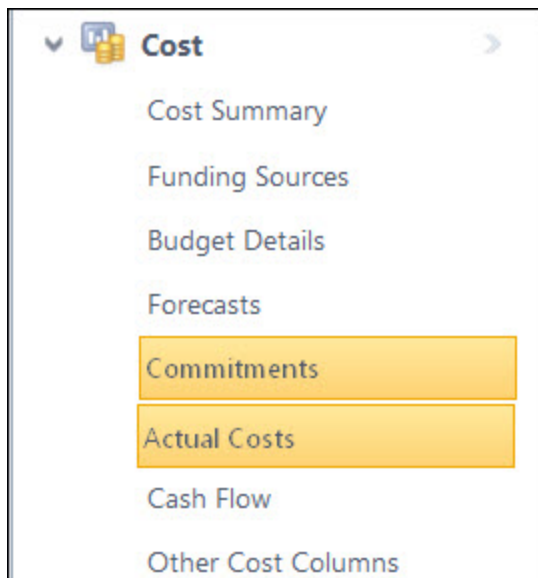 Cost
Cost Summary
Funding Sources
Budget Details
Forecasts
Commitments
Actual Costs
Cash Flow
Other Cost Columns